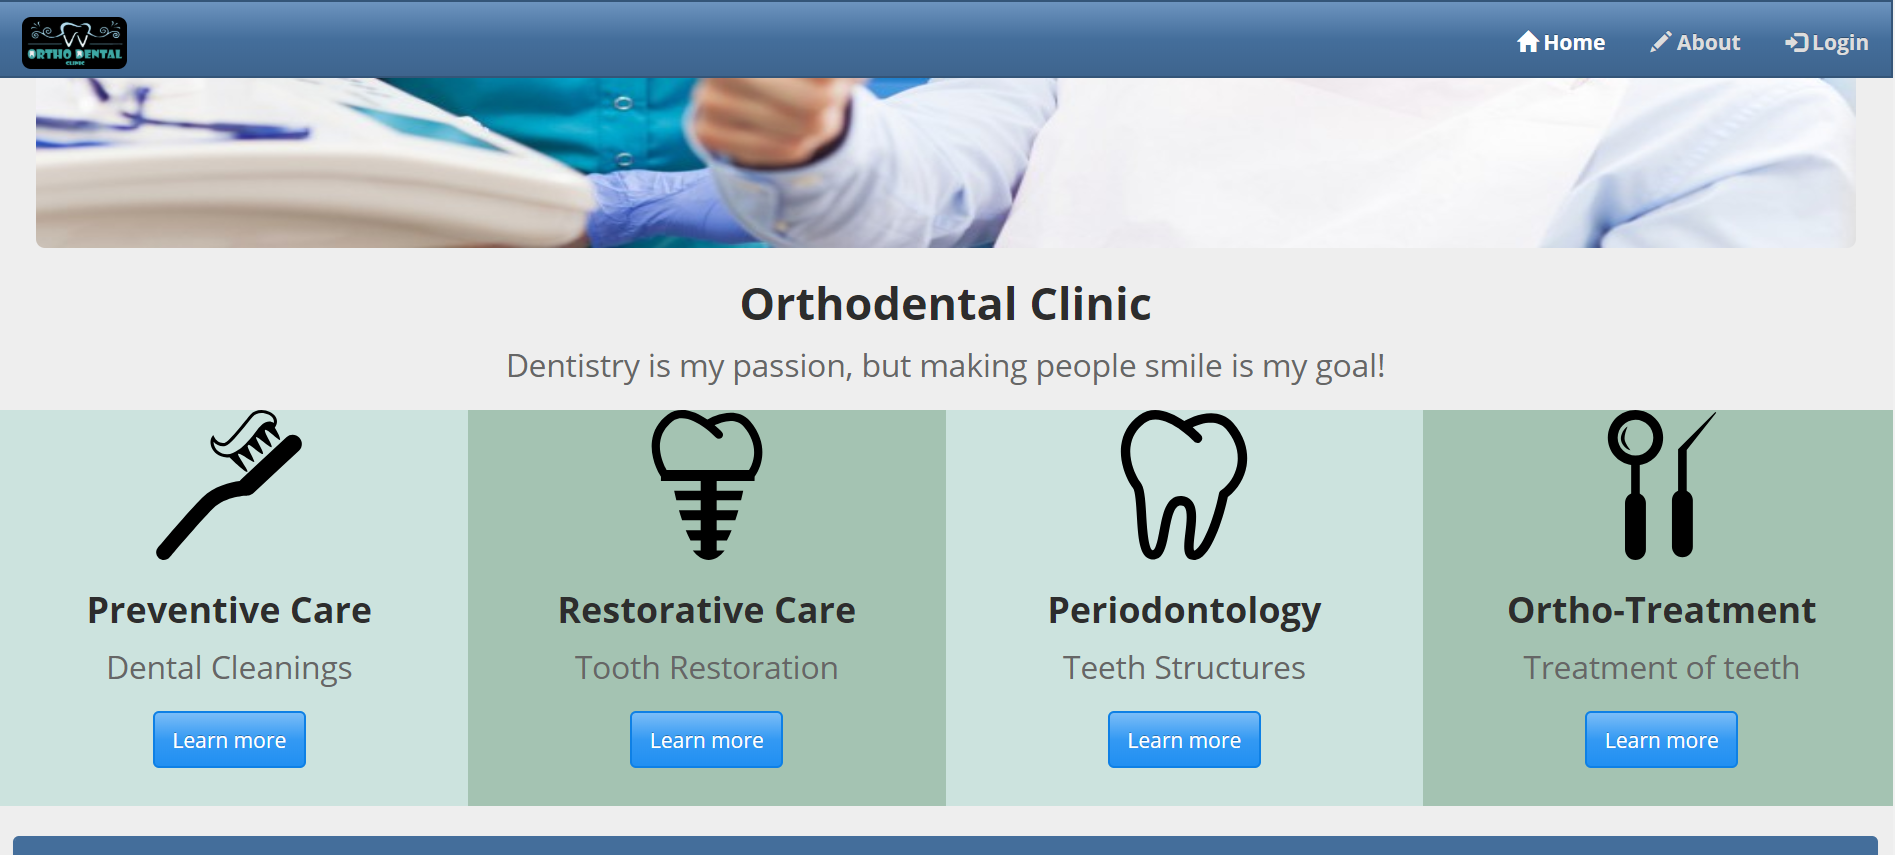 ORTHO DENTAL
CLINIC
Home
About
Login
Orthodental Clinic
Dentistry is my passion, but making people smile is my goal!
Preventive Care
Restorative Care
Periodontology
Ortho-Treatment
Dental Cleanings
Tooth Restoration
Teeth Structures
Treatment of teeth
Learn more
Learn more
Learn more
Learn more